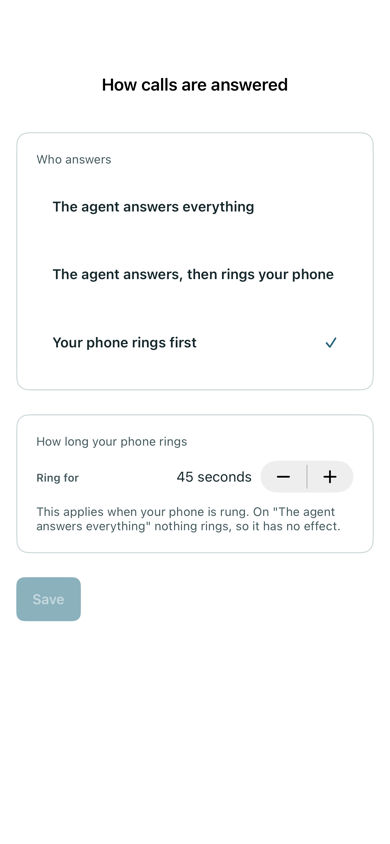 How calls are answered
Who answers
The agent answers everything
The agent answers, then rings your phone
Your phone rings first
How long your phone rings
Ring for
45 seconds
This applies when your phone is rung. On "The agent
answers everything" nothing rings, so it has no effect.
Save